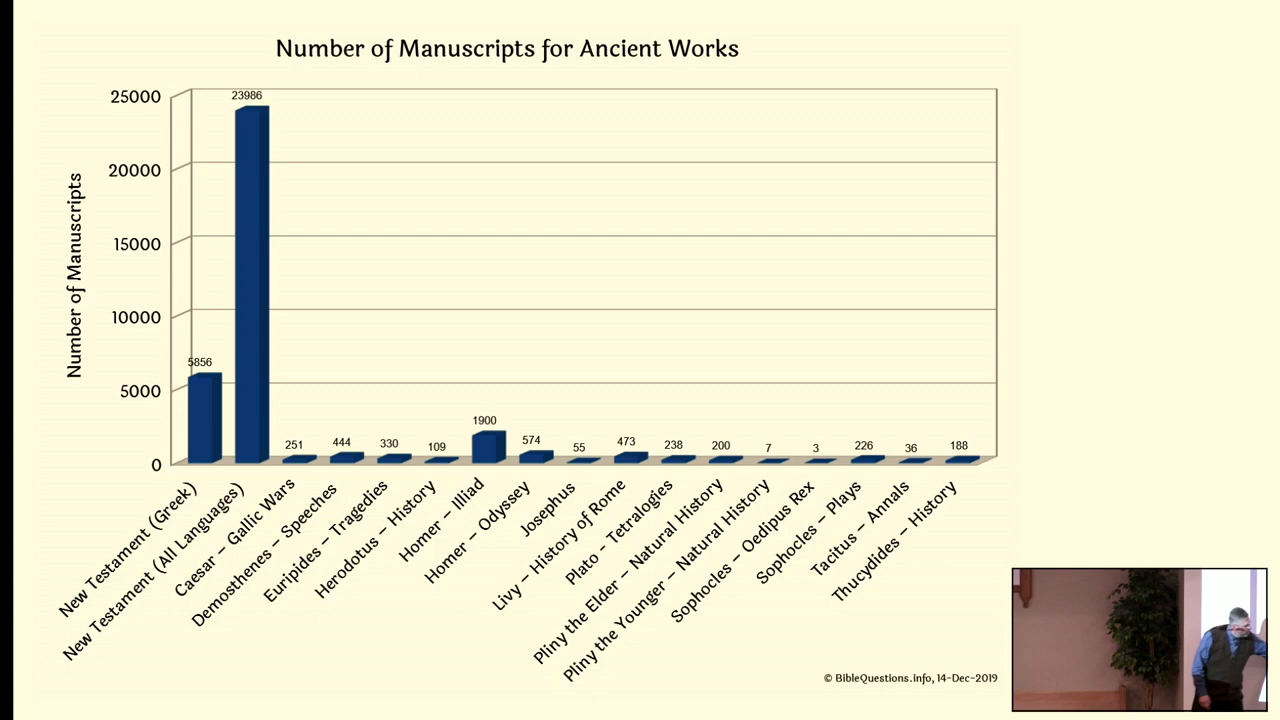 Number of Manuscripts for Ancient Works
Number of Manuscripts
25000
20000
15000
10000
5000
0
5856
23986
251
444
330
109
1900
574
55
473
238
200
7
3
226
36
188
New Testament (Greek)
New Testament (All Languages)
Caesar – Gallic Wars
Demosthenes – Speeches
Euripides – Tragedies
Herodotus – History
Homer – Illiad
Homer – Odyssey
Josephus
Livy – History of Rome
Plato - Tetralogies
Pliny the Elder – Natural History
Pliny the Younger – Natural History
Sophocles – Oedipus Rex
Sophocles – Plays
Tacitus – Annals
Thucydides – History
© BibleQuestions.info, 14-Dec-2019